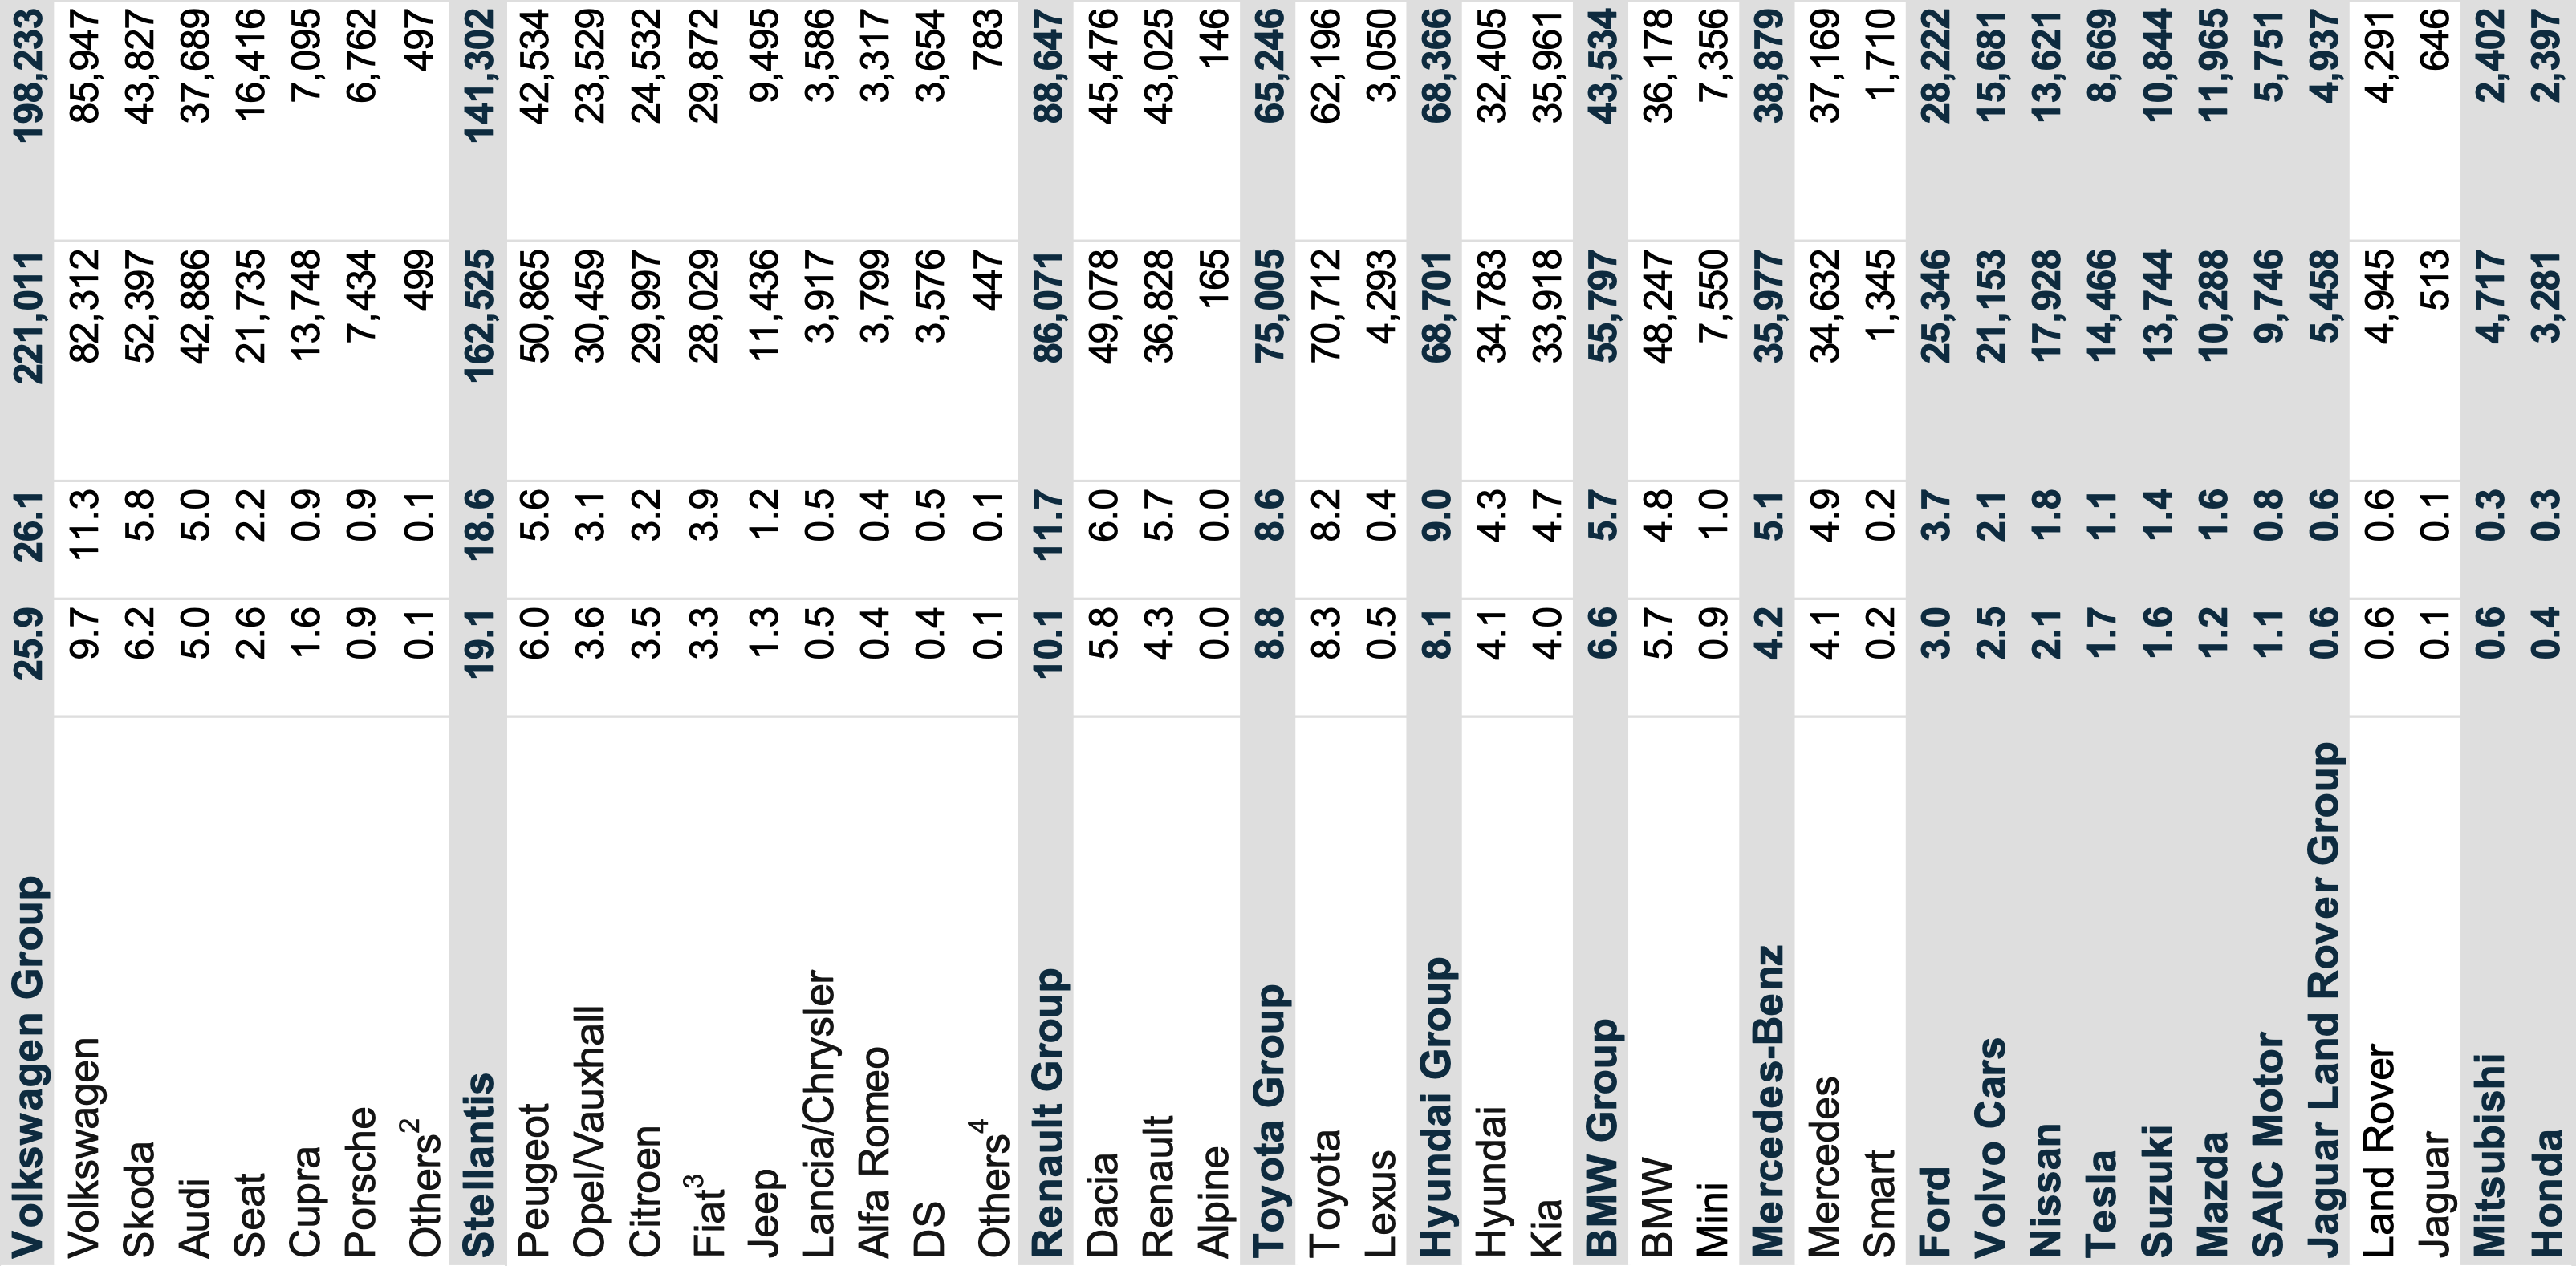 Volkswagen Group 25.9 26.1 221,011 198,233
Volkswagen 9.7 11.3 82,312 85,947
Skoda 6.2 5.8 52,397 43,827
Audi 5.0 5.0 42,886 37,689
Seat 2.6 2.2 21,735 16,416
Cupra 1.6 0.9 13,748 7,095
Porsche 0.9 0.9 7,434 6,762
Others2 0.1 0.1 499 497
Stellantis 19.1 18.6 162,525 141,302
Peugeot 6.0 5.6 50,865 42,534
Opel/Vauxhall 3.6 3.1 30,459 23,529
Citroen 3.5 3.2 29,997 24,532
Fiat3 3.3 3.9 28,029 29,872
Jeep 1.3 1.2 11,436 9,495
Lancia/Chrysler 0.5 0.5 3,917 3,586
Alfa Romeo 0.4 0.4 3,799 3,317
DS 0.4 0.5 3,576 3,654
Others4 0.1 0.1 447 783
Renault Group 10.1 11.7 86,071 88,647
Dacia 5.8 6.0 49,078 45,476
Renault 4.3 5.7 36,828 43,025
Alpine 0.0 0.0 165 146
Toyota Group 8.8 8.6 75,005 65,246
Toyota 8.3 8.2 70,712 62,196
Lexus 0.5 0.4 4,293 3,050
Hyundai Group 8.1 9.0 68,701 68,366
Hyundai 4.1 4.3 34,783 32,405
Kia 4.0 4.7 33,918 35,961
BMW Group 6.6 5.7 55,797 43,534
BMW 5.7 4.8 48,247 36,178
Mini 0.9 1.0 7,550 7,356
Mercedes-Benz 4.2 5.1 35,977 38,879
Mercedes 4.1 4.9 34,632 37,169
Smart 0.2 0.2 1,345 1,710
Ford 3.0 3.7 25,346 28,222
Volvo Cars 2.5 2.1 21,153 15,681
Nissan 2.1 1.8 17,928 13,621
Tesla 1.7 1.1 14,466 8,669
Suzuki 1.6 1.4 13,744 10,844
Mazda 1.2 1.6 10,288 11,965
SAIC Motor 1.1 0.8 9,746 5,751
Jaguar Land Rover Group 0.6 0.6 5,458 4,937
Land Rover 0.6 0.6 4,945 4,291
Jaguar 0.1 0.1 513 646
Mitsubishi 0.6 0.3 4,717 2,402
Honda 0.4 0.3 3,281 2,397